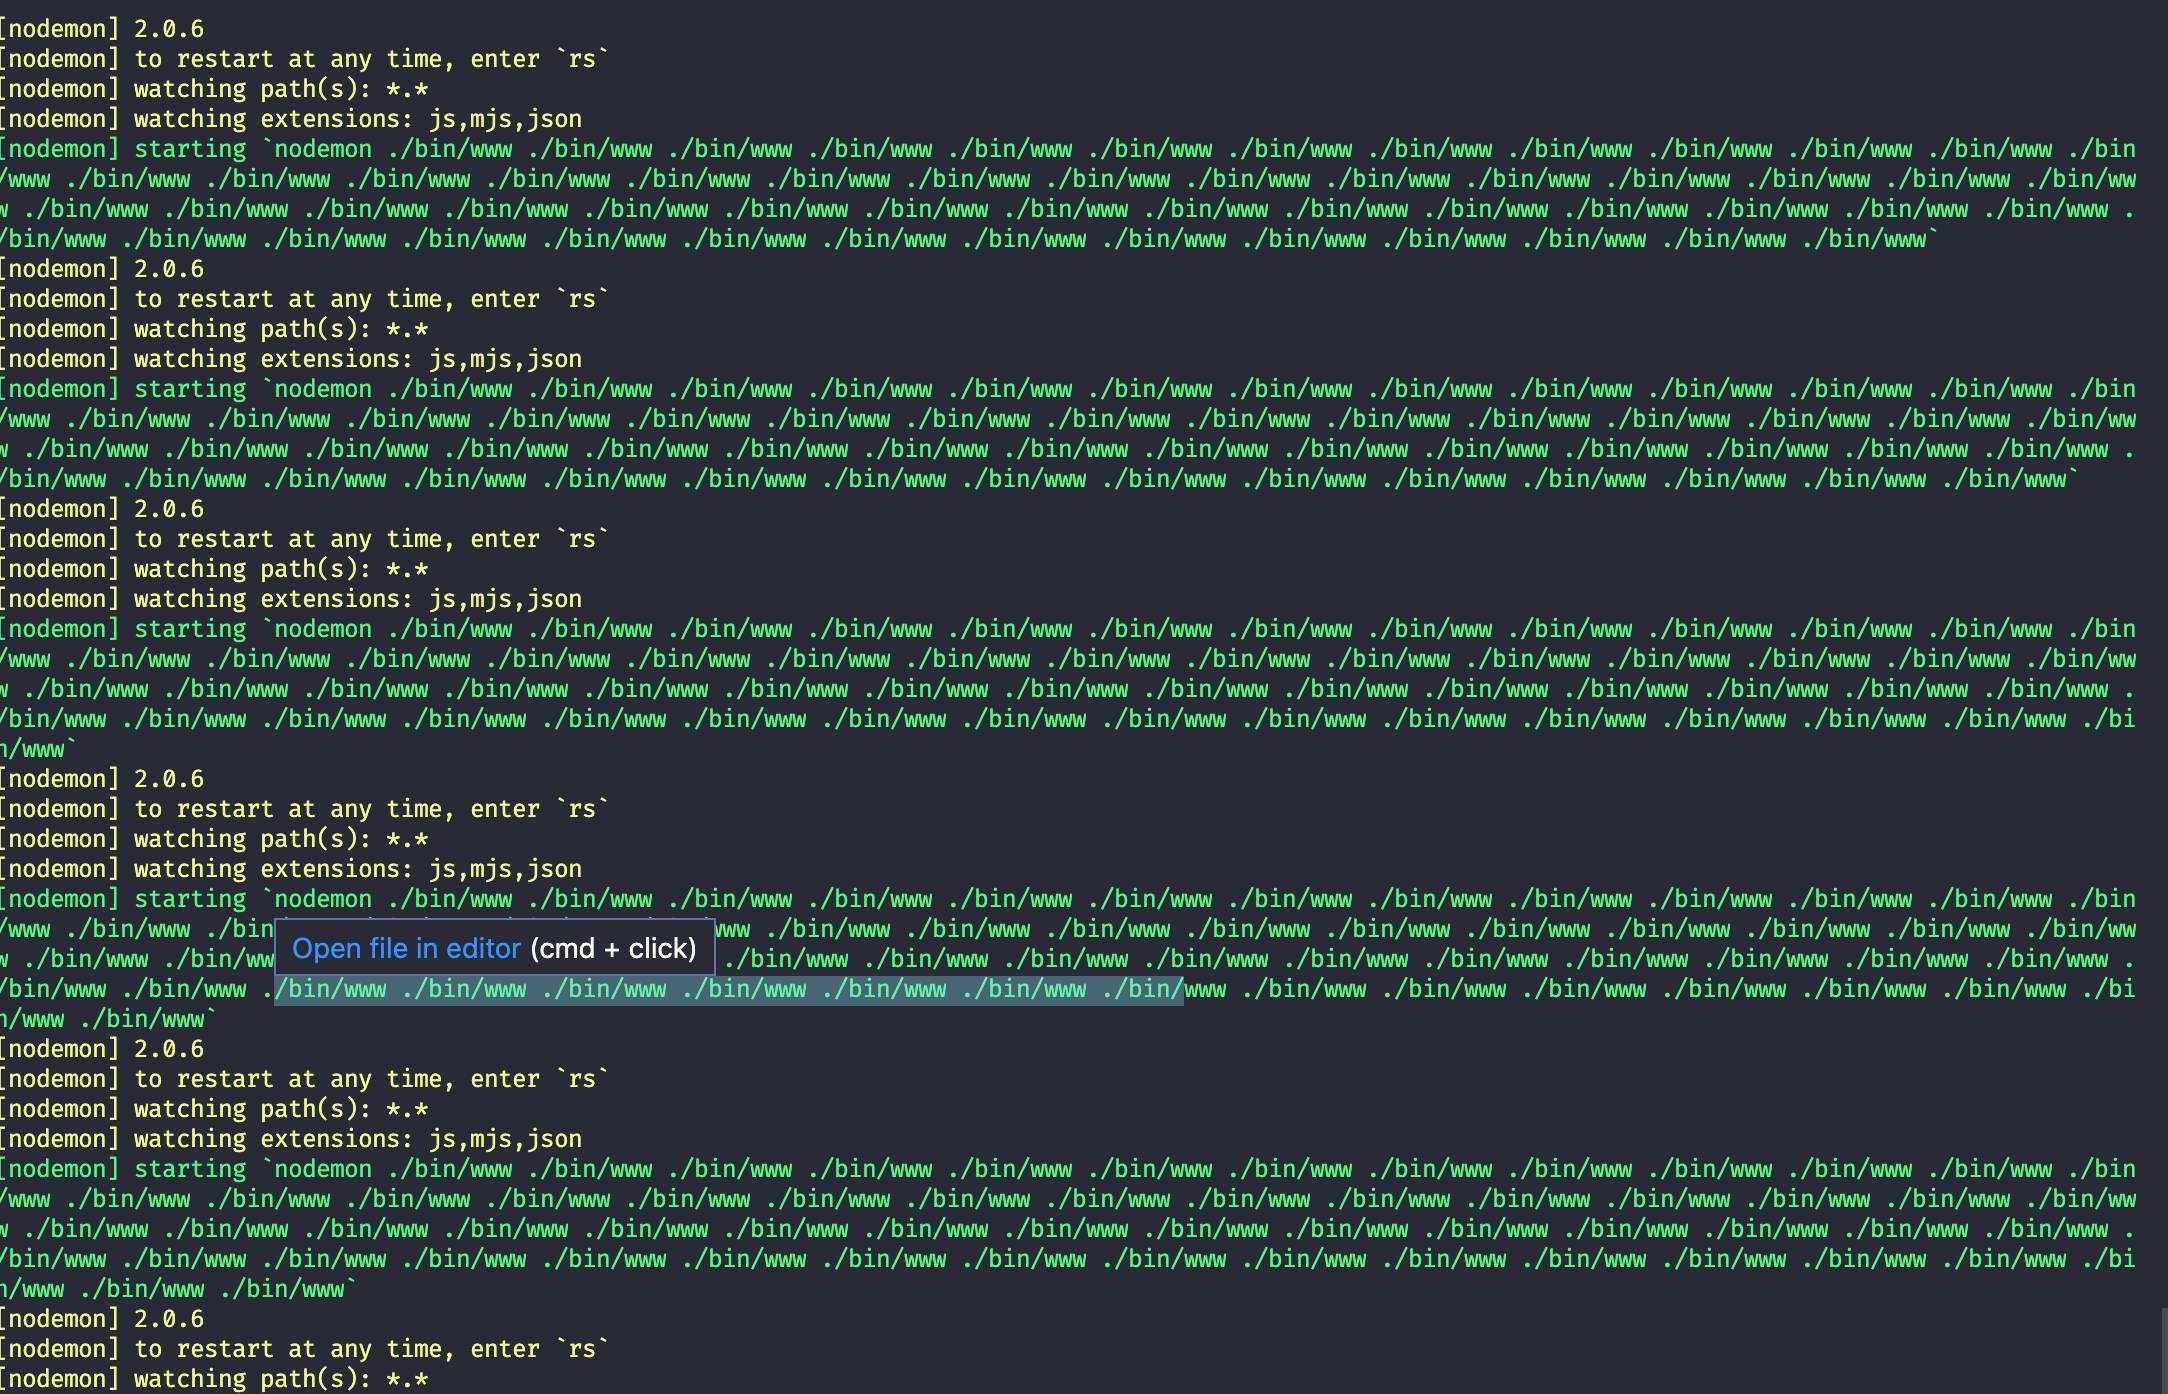 [nodemon] 2.0.6
[nodemon] to restart at any time, enter `rs`
[nodemon] watching path(s): *.*
[nodemon] watching extensions: js,mjs,json
[nodemon] starting `nodemon ./bin/www ./bin/www ./bin/www ./bin/www ./bin/www ./bin/www ./bin/www ./bin/www ./bin/www ./bin/www ./bin/www ./bin/www ./bin
/www ./bin/www ./bin/www ./bin/www ./bin/www ./bin/www ./bin/www ./bin/www ./bin/www ./bin/www ./bin/www ./bin/www ./bin/www ./bin/www ./bin/www ./bin/ww
w ./bin/www ./bin/www ./bin/www ./bin/www ./bin/www ./bin/www ./bin/www ./bin/www ./bin/www ./bin/www ./bin/www ./bin/www ./bin/www ./bin/www ./bin/www .
/bin/www ./bin/www ./bin/www ./bin/www ./bin/www ./bin/www ./bin/www ./bin/www ./bin/www ./bin/www ./bin/www ./bin/www ./bin/www ./bin/www`
[nodemon] 2.0.6
[nodemon] to restart at any time, enter `rs`
[nodemon] watching path(s): *.*
[nodemon] watching extensions: js,mjs,json
[nodemon] starting `nodemon ./bin/www ./bin/www ./bin/www ./bin/www ./bin/www ./bin/www ./bin/www ./bin/www ./bin/www ./bin/www ./bin/www ./bin/www ./bin
/www ./bin/www ./bin/www ./bin/www ./bin/www ./bin/www ./bin/www ./bin/www ./bin/www ./bin/www ./bin/www ./bin/www ./bin/www ./bin/www ./bin/www ./bin/ww
w ./bin/www ./bin/www ./bin/www ./bin/www ./bin/www ./bin/www ./bin/www ./bin/www ./bin/www ./bin/www ./bin/www ./bin/www ./bin/www ./bin/www ./bin/www .
/bin/www ./bin/www ./bin/www ./bin/www ./bin/www ./bin/www ./bin/www ./bin/www ./bin/www ./bin/www ./bin/www ./bin/www ./bin/www ./bin/www ./bin/www`
[nodemon] 2.0.6
[nodemon] to restart at any time, enter `rs`
[nodemon] watching path(s): *.*
[nodemon] watching extensions: js,mjs,json
[nodemon] starting `nodemon ./bin/www ./bin/www ./bin/www ./bin/www ./bin/www ./bin/www ./bin/www ./bin/www ./bin/www ./bin/www ./bin/www ./bin/www ./bin
/www ./bin/www ./bin/www ./bin/www ./bin/www ./bin/www ./bin/www ./bin/www ./bin/www ./bin/www ./bin/www ./bin/www ./bin/www ./bin/www ./bin/www ./bin/ww
w ./bin/www ./bin/www ./bin/www ./bin/www ./bin/www ./bin/www ./bin/www ./bin/www ./bin/www ./bin/www ./bin/www ./bin/www ./bin/www ./bin/www ./bin/www .
/bin/www ./bin/www ./bin/www ./bin/www ./bin/www ./bin/www ./bin/www ./bin/www ./bin/www ./bin/www ./bin/www ./bin/www ./bin/www ./bin/www ./bin/www ./bi
n/www`
[nodemon] 2.0.6
[nodemon] to restart at any time, enter `rs`
[nodemon] watching path(s): *.*
[nodemon] watching extensions: js,mjs,json
[nodemon] starting `nodemon ./bin/www ./bin/www ./bin/www ./bin/www ./bin/www ./bin/www ./bin/www ./bin/www ./bin/www ./bin/www ./bin/www ./bin/www ./bin
/www ./bin/www ./bin www ./bin/www ./bin/www ./bin/www ./bin/www ./bin/www ./bin/www ./bin/www ./bin/www ./bin/www ./bin/ww
Open file in editor (cmd + click)
w ./bin/www ./bin/ww ./bin/www ./bin/www ./bin/www ./bin/www ./bin/www ./bin/www ./bin/www ./bin/www ./bin/www ./bin/www .
/bin/www ./bin/www ./bin/www ./bin/www ./bin/www ./bin/www ./bin/www ./bin/www ./bin/www ./bin/www ./bin/www ./bin/www ./bin/www ./bin/www ./bin/www ./bi
n/www ./bin/www`
[nodemon] 2.0.6
[nodemon] to restart at any time, enter `rs`
[nodemon] watching path(s): *.*
[nodemon] watching extensions: js,mjs,json
[nodemon] starting `nodemon ./bin/www ./bin/www ./bin/www ./bin/www ./bin/www ./bin/www ./bin/www ./bin/www ./bin/www ./bin/www ./bin/www ./bin/www ./bin
/www ./bin/www ./bin/www ./bin/www ./bin/www ./bin/www ./bin/www ./bin/www ./bin/www ./bin/www ./bin/www ./bin/www ./bin/www ./bin/www ./bin/www ./bin/ww
w ./bin/www ./bin/www ./bin/www ./bin/www ./bin/www ./bin/www ./bin/www ./bin/www ./bin/www ./bin/www ./bin/www ./bin/www ./bin/www ./bin/www ./bin/www .
/bin/www ./bin/www ./bin/www ./bin/www ./bin/www ./bin/www ./bin/www ./bin/www ./bin/www ./bin/www ./bin/www ./bin/www ./bin/www ./bin/www ./bin/www ./bi
n/www ./bin/www ./bin/www`
[nodemon] 2.0.6
[nodemon] to restart at any time, enter `rs`
[nodemon] watching path(s): *.*